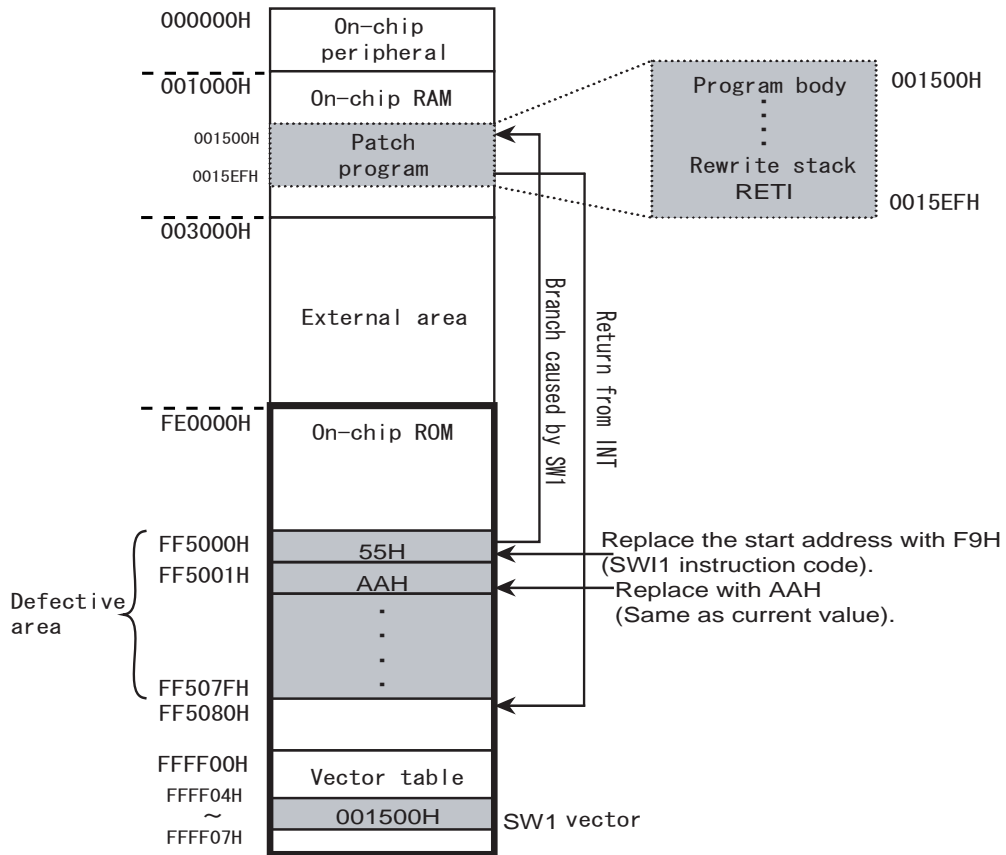 000000H
On-chip
peripheral
001000H
On-chip RAM
001500H
Patch
program
0015EFH
Program body
Rewrite stack
RETI
001500H
0015EFH
003000H
External area
Branch caused by SW1
Return from INT
FE0000H
On-chip ROM
Defective
area
FF5000H
55H
FF5001H
AAH
FF507FH
FF5080H
Replace the start address with F9H
(SWI1 instruction code).
Replace with AAH
(Same as current value).
FFFF00H
Vector table
FFFF04H
～
FFFF07H
001500H
SW1 vector